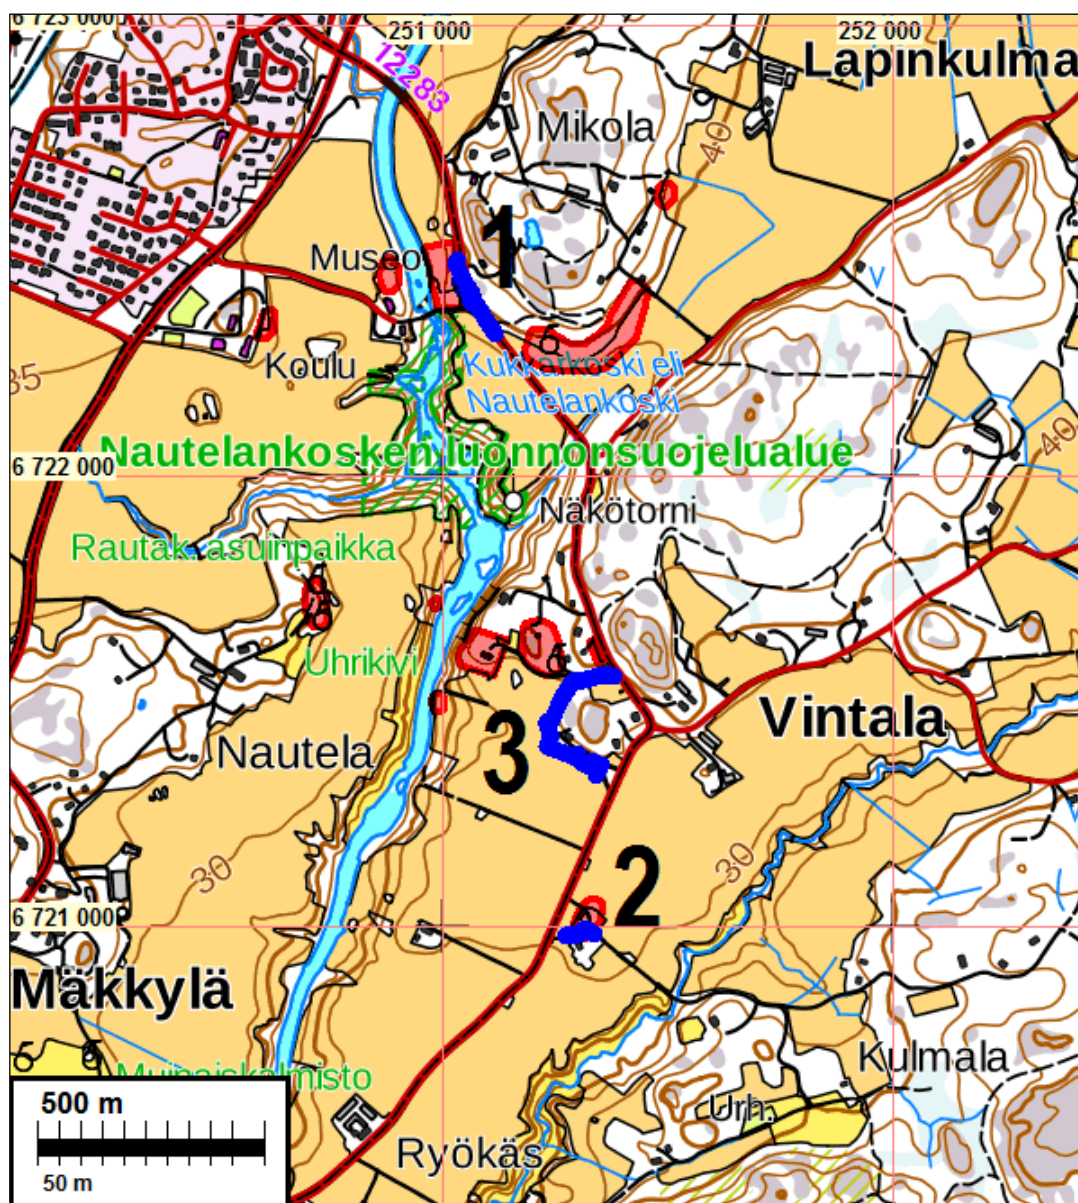 6 723 000
251 000
252 000
12283
Lapinkulma
Mikola
40
1
Museo
6
Koulu
Kukkarkoski eli
Nautelankoski
35
40
Nautelankosken luonnonsuojelualue
6 722 000
Näkötorni
Rautak. asuinpaikka
Uhrikivi
6
Vintala
Nautela
3
30
30
2
6 721 000
Mäkkylä
Kulmala
Muinaiskalmisto
500 m
Urh.
Ryökäs
50 m